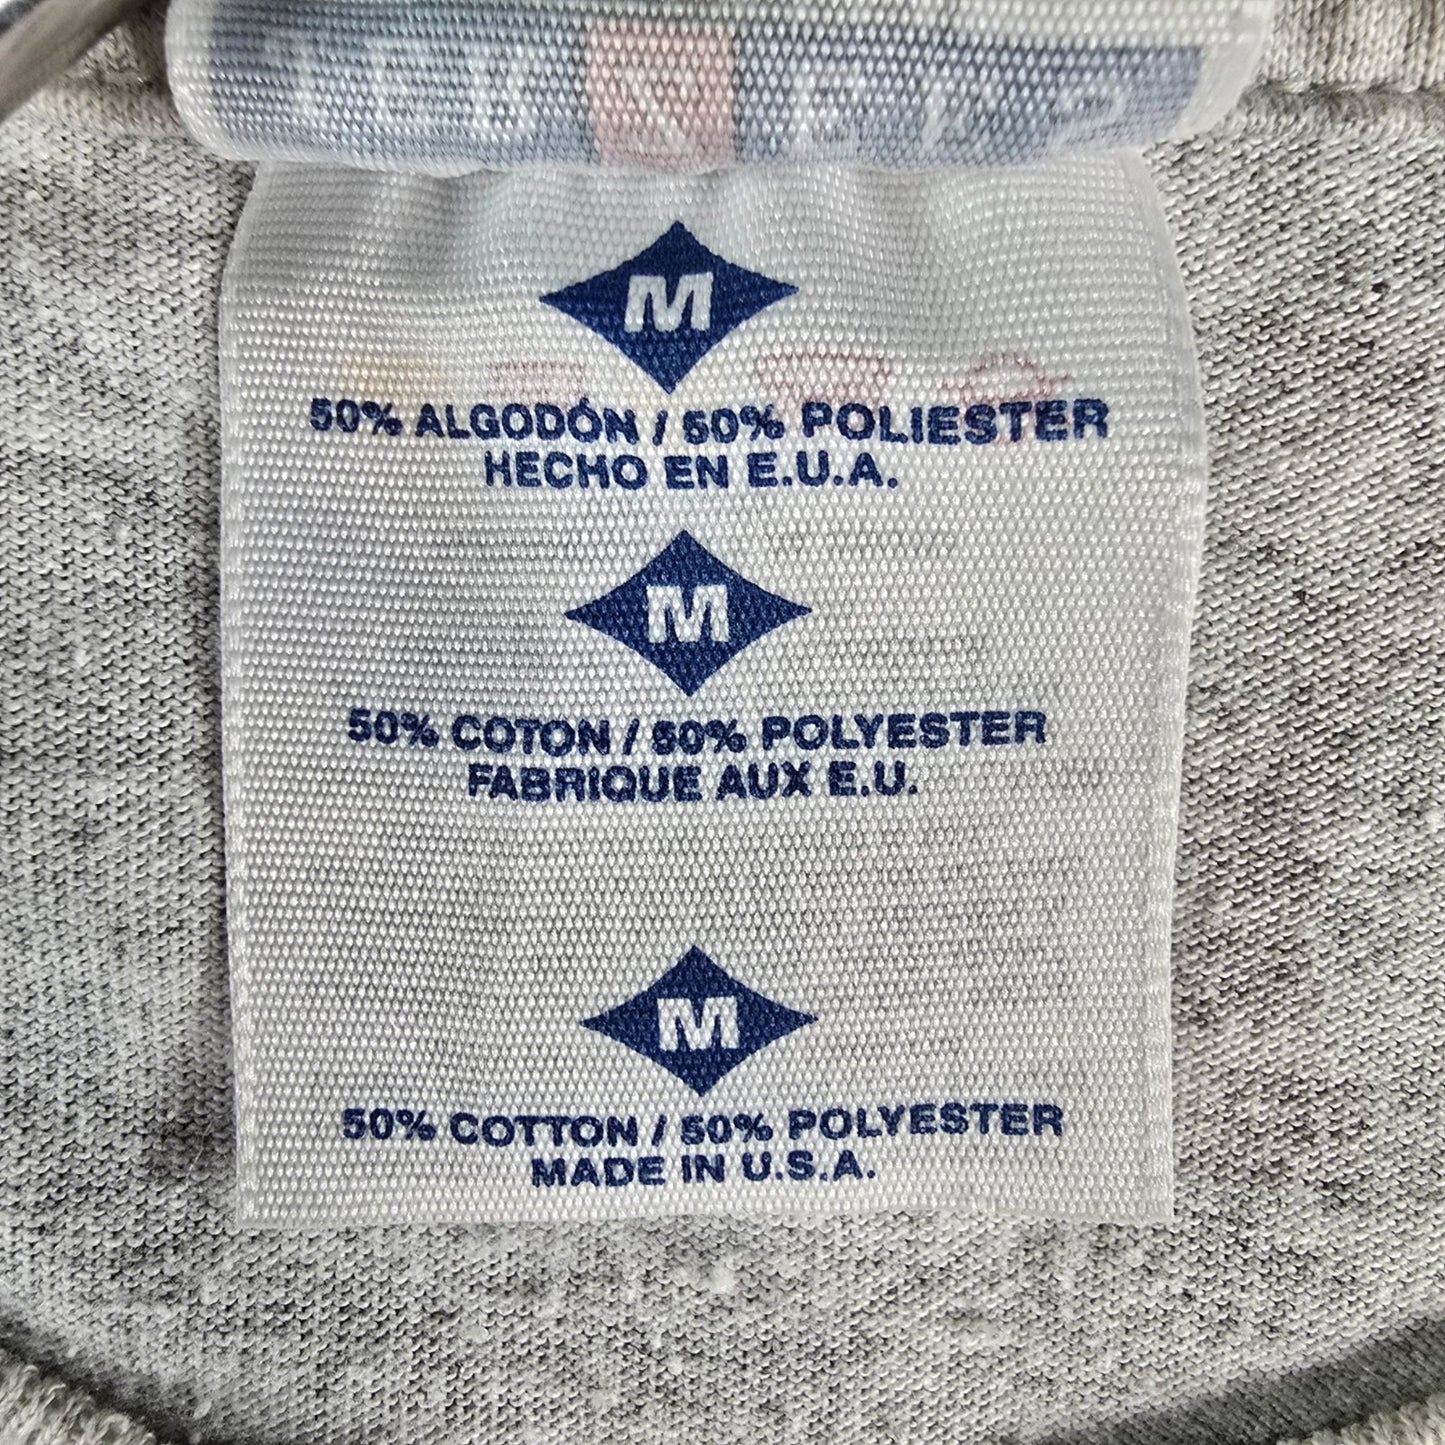 M
50% ALGODÓN / 50% POLIESTER
HECHO EN E.U.A.
M
50% COTON / 50% POLYESTER
FABRIQUE AUX E.U.
M
50% COTTON / 50% POLYESTER
MADE IN U.S.A.